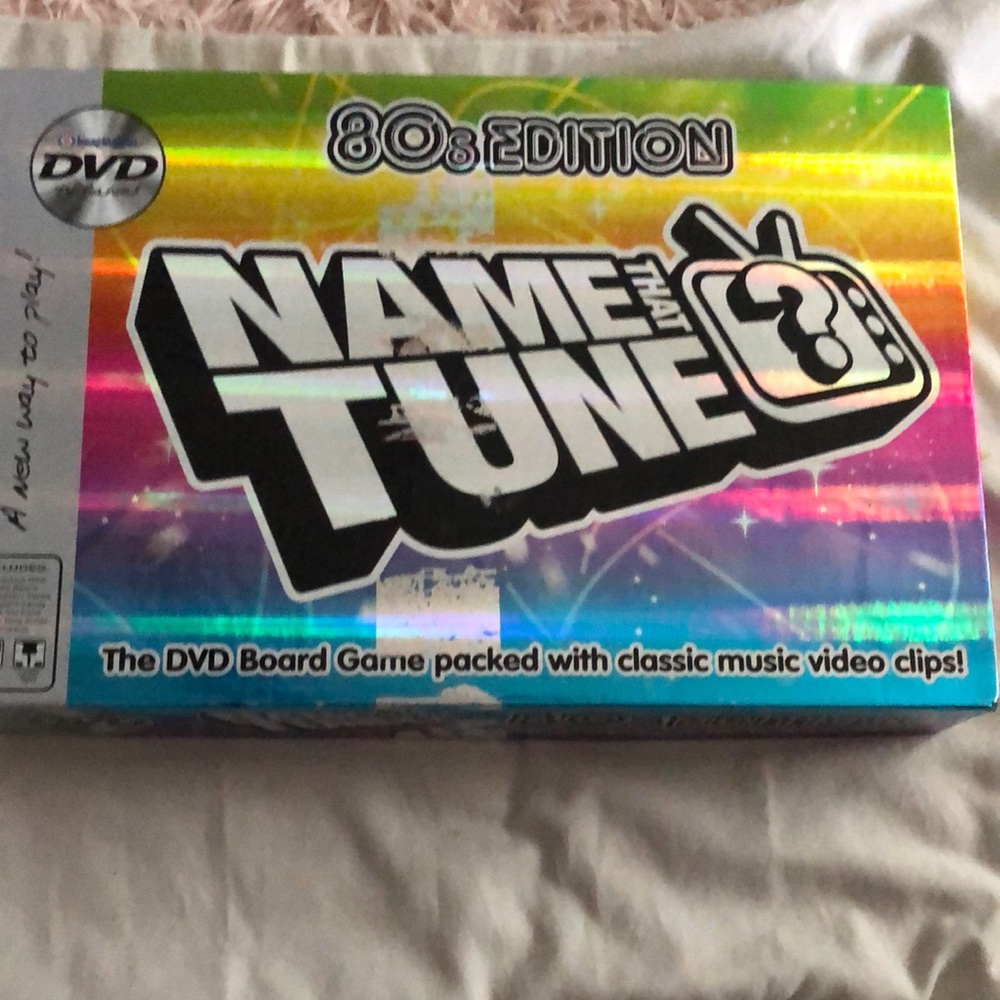 80s EDITION
DVD
NAME THAT
TUNE
?
A new way to play!
The DVD Board Game packed with classic music video clips!